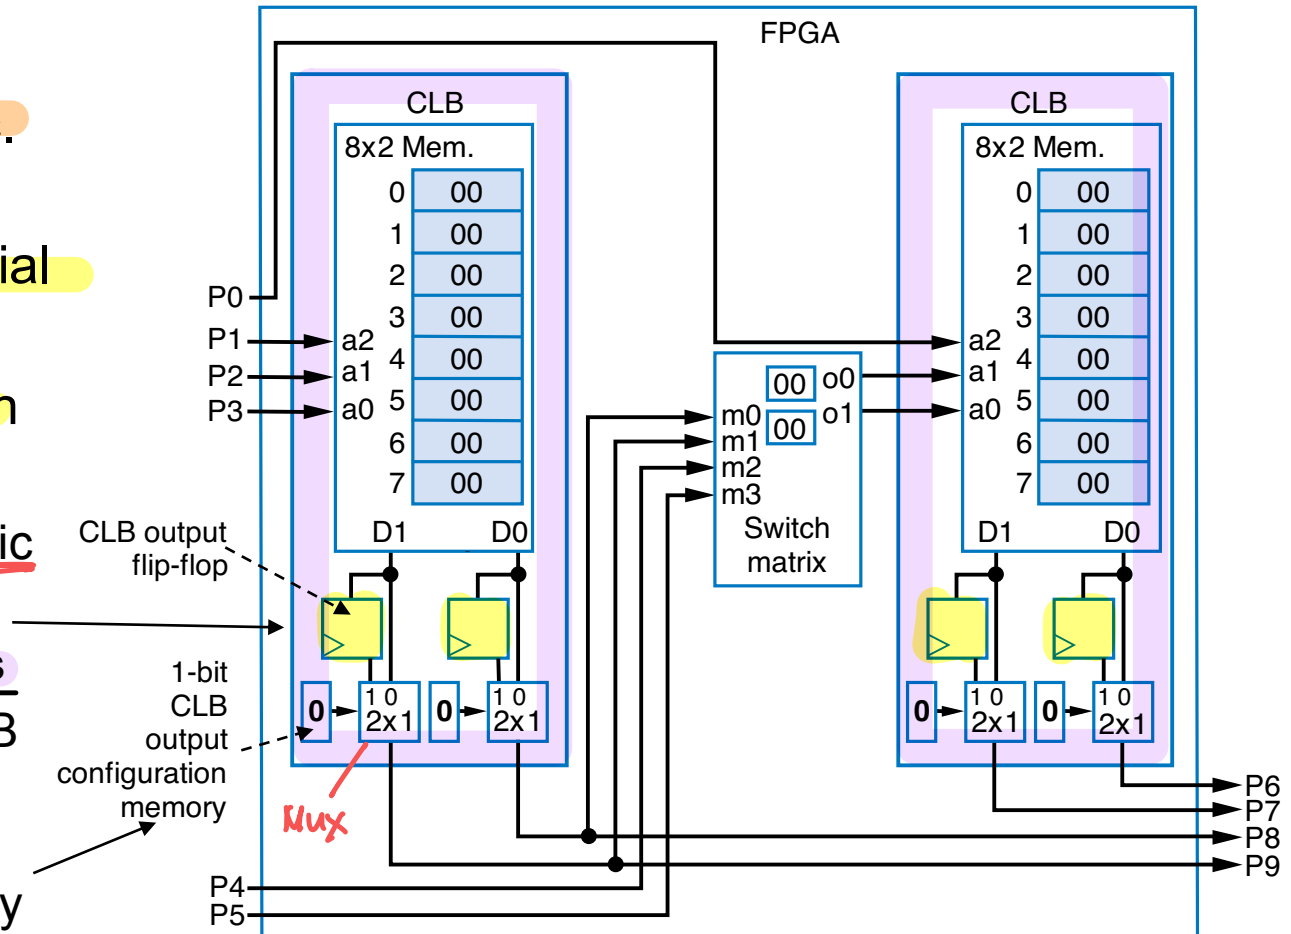 FPGA
CLB
8x2 Mem.
0 00
1 00
2 00
3 00
4 00
5 00
6 00
7 00
a2
a1
a0
D1 D0
1 0
2x1
0
1 0
2x1
0
CLB
8x2 Mem.
0 00
1 00
2 00
3 00
4 00
5 00
6 00
7 00
a2
a1
a0
D1 D0
1 0
2x1
0
1 0
2x1
0
00 o0
00 o1
m0
m1
m2
m3
Switch
matrix
P0
P1
P2
P3
P4
P5
P6
P7
P8
P9
CLB output
flip-flop
1-bit
CLB
output
configuration
memory
Mux
ial
n
ic
s
B
y